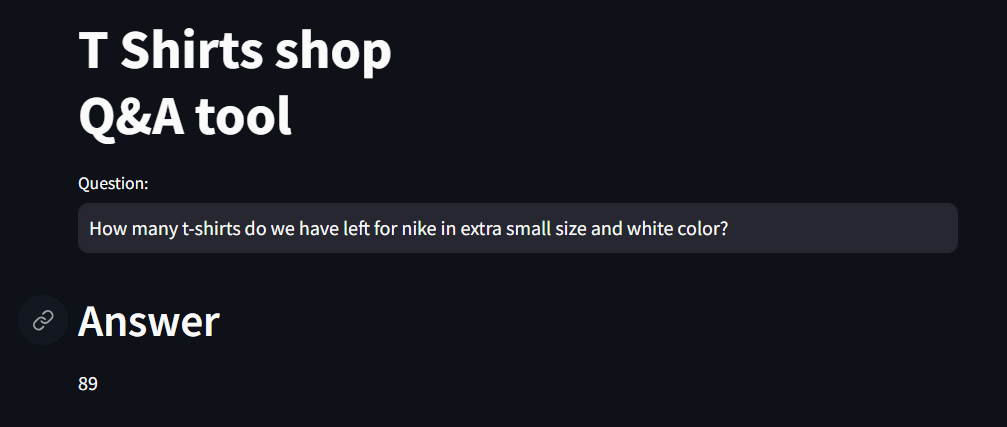 T Shirts shop
Q&A tool
Question:
How many t-shirts do we have left for nike in extra small size and white color?
Answer
89